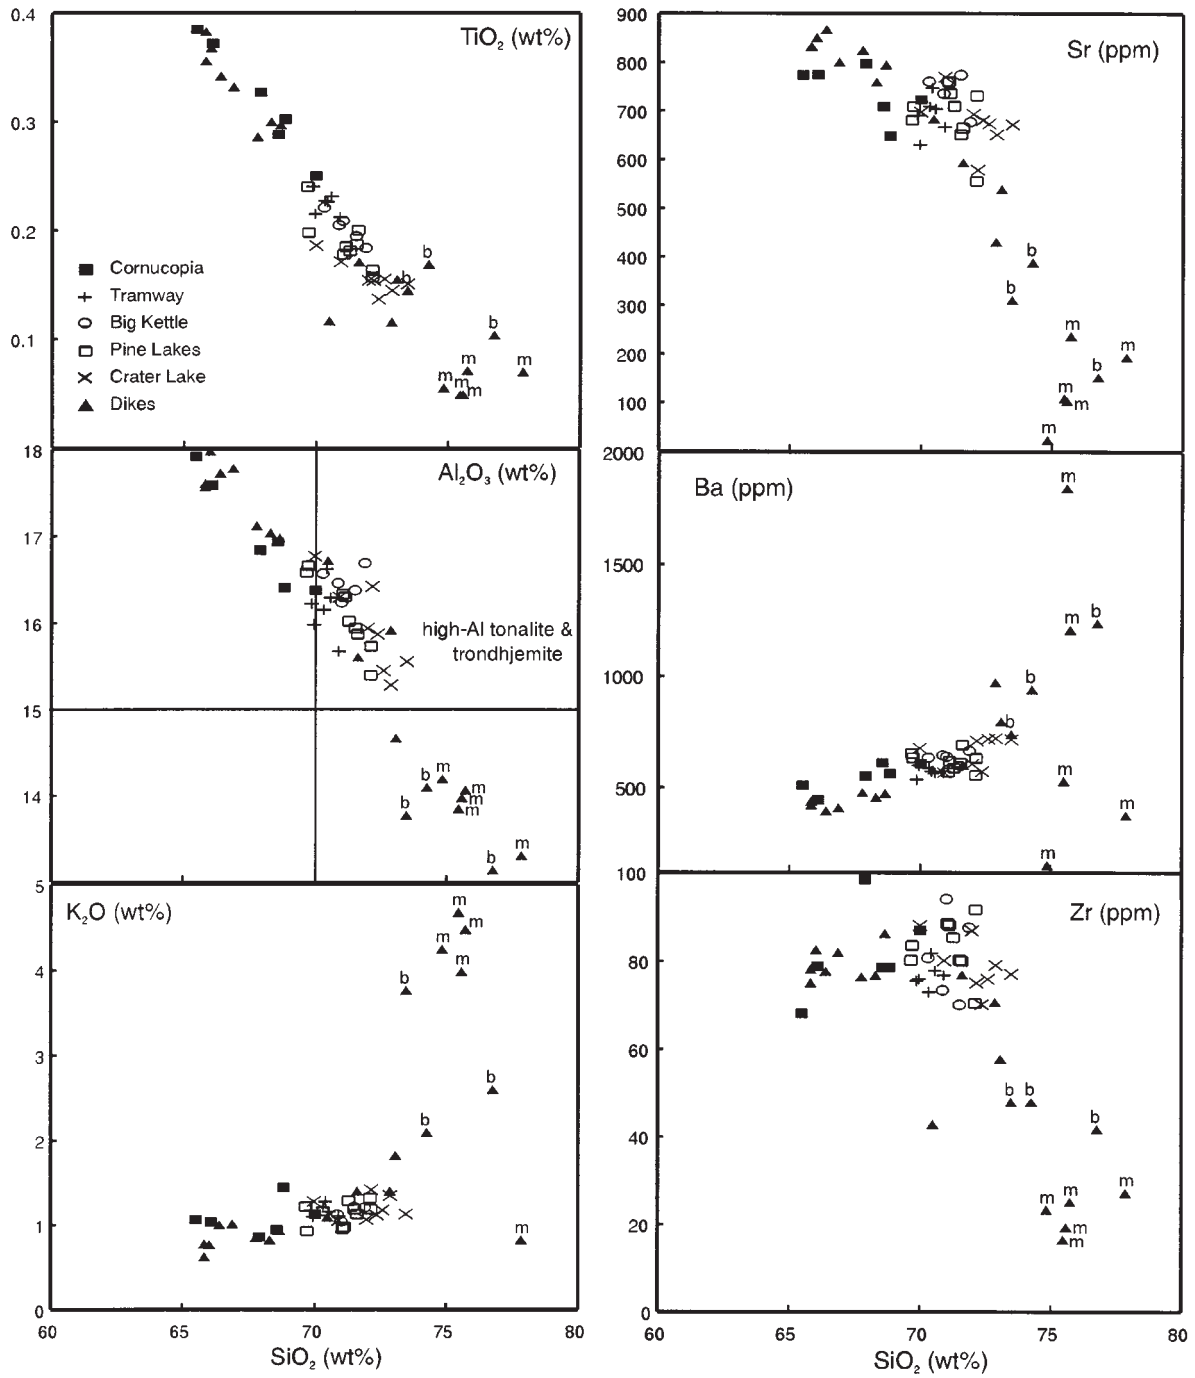 0.4
0.3
0.2
0.1
TiO₂ (wt%)
Cornucopia
Tramway
Big Kettle
Pine Lakes
Crater Lake
Dikes
b
b
b
m
m
m
m
m
900
800
700
600
500
400
300
200
100
Sr (ppm)
b
b
m
b
m
m
m
m
18
17
16
15
14
Al₂O₃ (wt%)
high-Al tonalite &
trondhjemite
b
m
m
m
m
b
b
m
2000
1500
1000
500
Ba (ppm)
m
b
m
b
b
m
m
m
5
4
3
2
1
0
K₂O (wt%)
m
m
m
m
b
b
b
m
60
65
70
75
80
SiO₂ (wt%)
100
80
60
40
20
0
Zr (ppm)
b
b
b
m
m
m
m
m
60
65
70
75
80
SiO₂ (wt%)